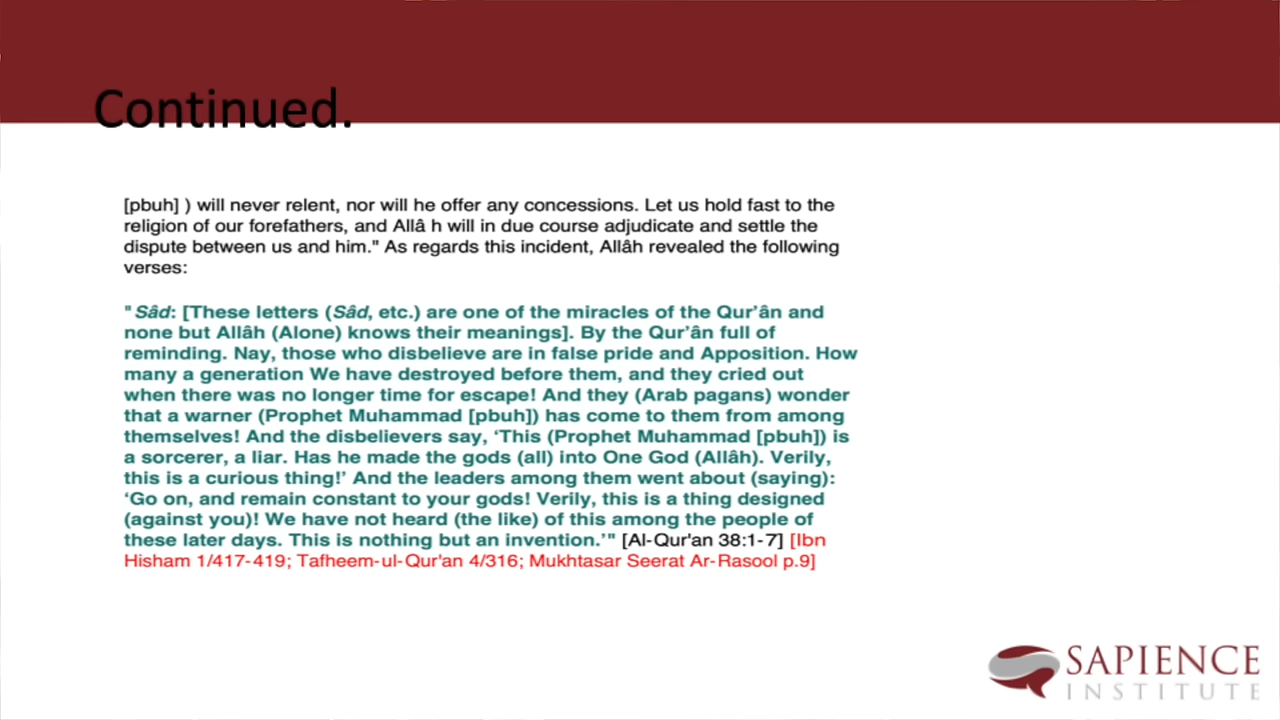 Continued.
[pbuh] ) will never relent, nor will he offer any concessions. Let us hold fast to the
religion of our forefathers, and Allâ h will in due course adjudicate and settle the
dispute between us and him." As regards this incident, Allâh revealed the following
verses:
"Sâd: [These letters (Sâd, etc.) are one of the miracles of the Qur’ân and
none but Allâh (Alone) knows their meanings]. By the Qur’ân full of
reminding. Nay, those who disbelieve are in false pride and Apposition. How
many a generation We have destroyed before them, and they cried out
when there was no longer time for escape! And they (Arab pagans) wonder
that a warner (Prophet Muhammad [pbuh]) has come to them from among
themselves! And the disbelievers say, ‘This (Prophet Muhammad [pbuh]) is
a sorcerer, a liar. Has he made the gods (all) into One God (Allâh). Verily,
this is a curious thing!’ And the leaders among them went about (saying):
‘Go on, and remain constant to your gods! Verily, this is a thing designed
(against you)! We have not heard (the like) of this among the people of
these later days. This is nothing but an invention.’" [Al-Qur'an 38:1-7] [Ibn
Hisham 1/417-419; Tafheem-ul-Qur'an 4/316; Mukhtasar Seerat Ar-Rasool p.9]
SAPIENCE
INSTITUTE